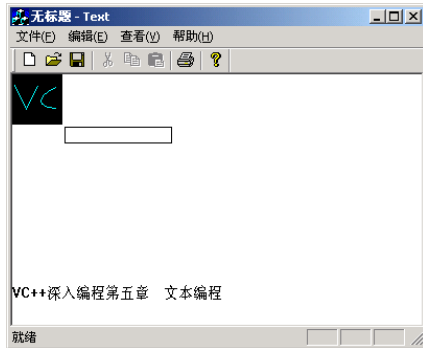 无标题 - Text
文件(F) 编辑(E) 查看(V) 帮助(H)
VC
VC++深入编程第五章 文本编程
就绪